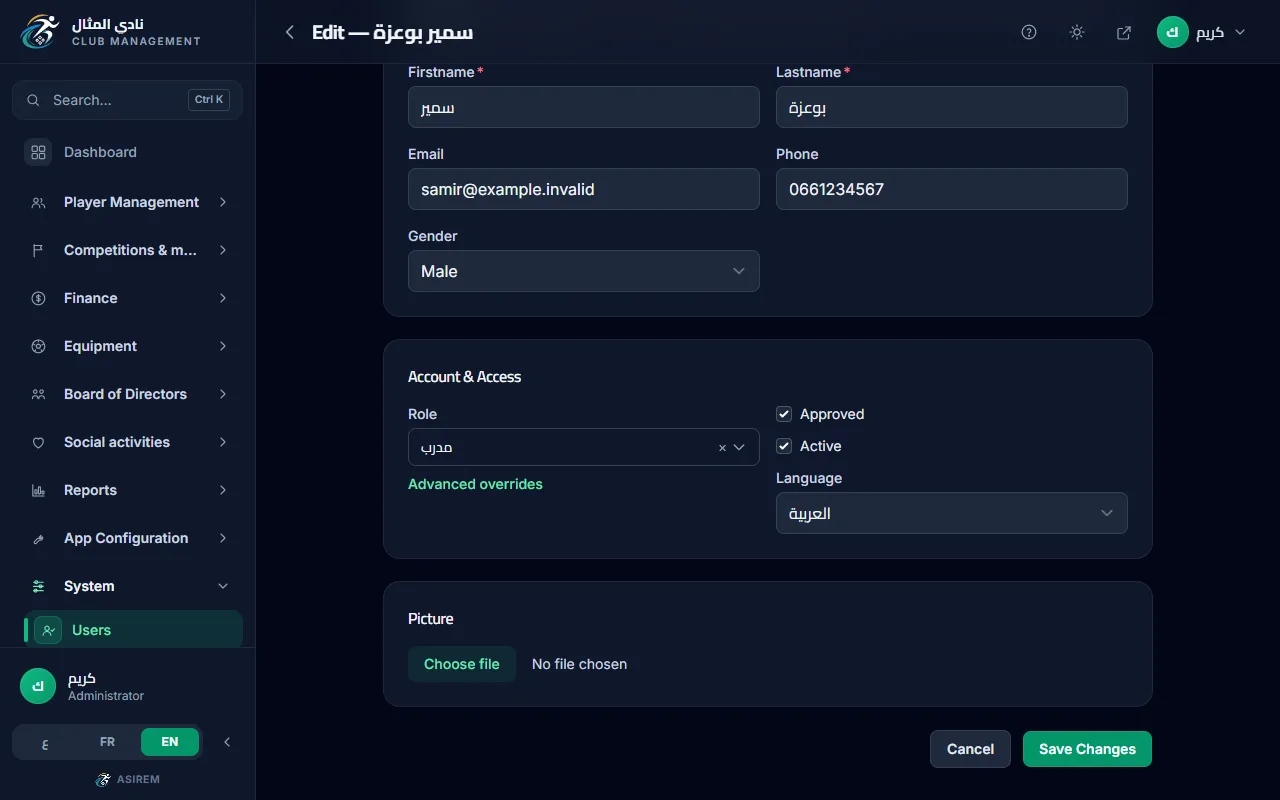 نادي المثال
CLUB MANAGEMENT
Edit — سمير بوعزة
ك
كريم
Search...
Ctrl K
Dashboard
Player Management
Competitions & m...
Finance
Equipment
Board of Directors
Social activities
Reports
App Configuration
System
Users
ك
كريم
Administrator
ع
FR
EN
ASIREM
Firstname *
Lastname *
سمير
بوعزة
Email
Phone
samir@example.invalid
0661234567
Gender
Male
Account & Access
Role
مدرب
×
Advanced overrides
Approved
Active
Language
العربية
Picture
Choose file
No file chosen
Cancel
Save Changes